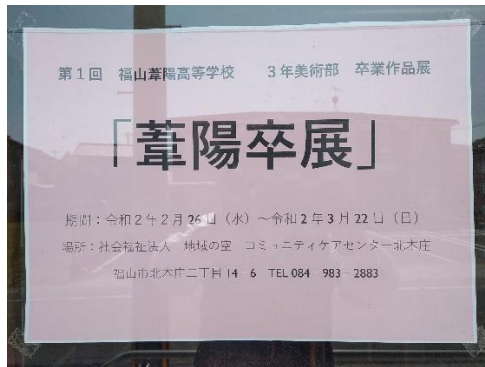 第１回　福山葦陽高等学校　　３年美術部　卒業作品展
「葦陽卒展」
期間：令和２年２月26日（水）～令和２年３月22日（日）
場所：社会福祉法人　地域の空　コミュニティケアセンター北本庄
福山市北本庄二丁目14－6　TEL 084－983－2883